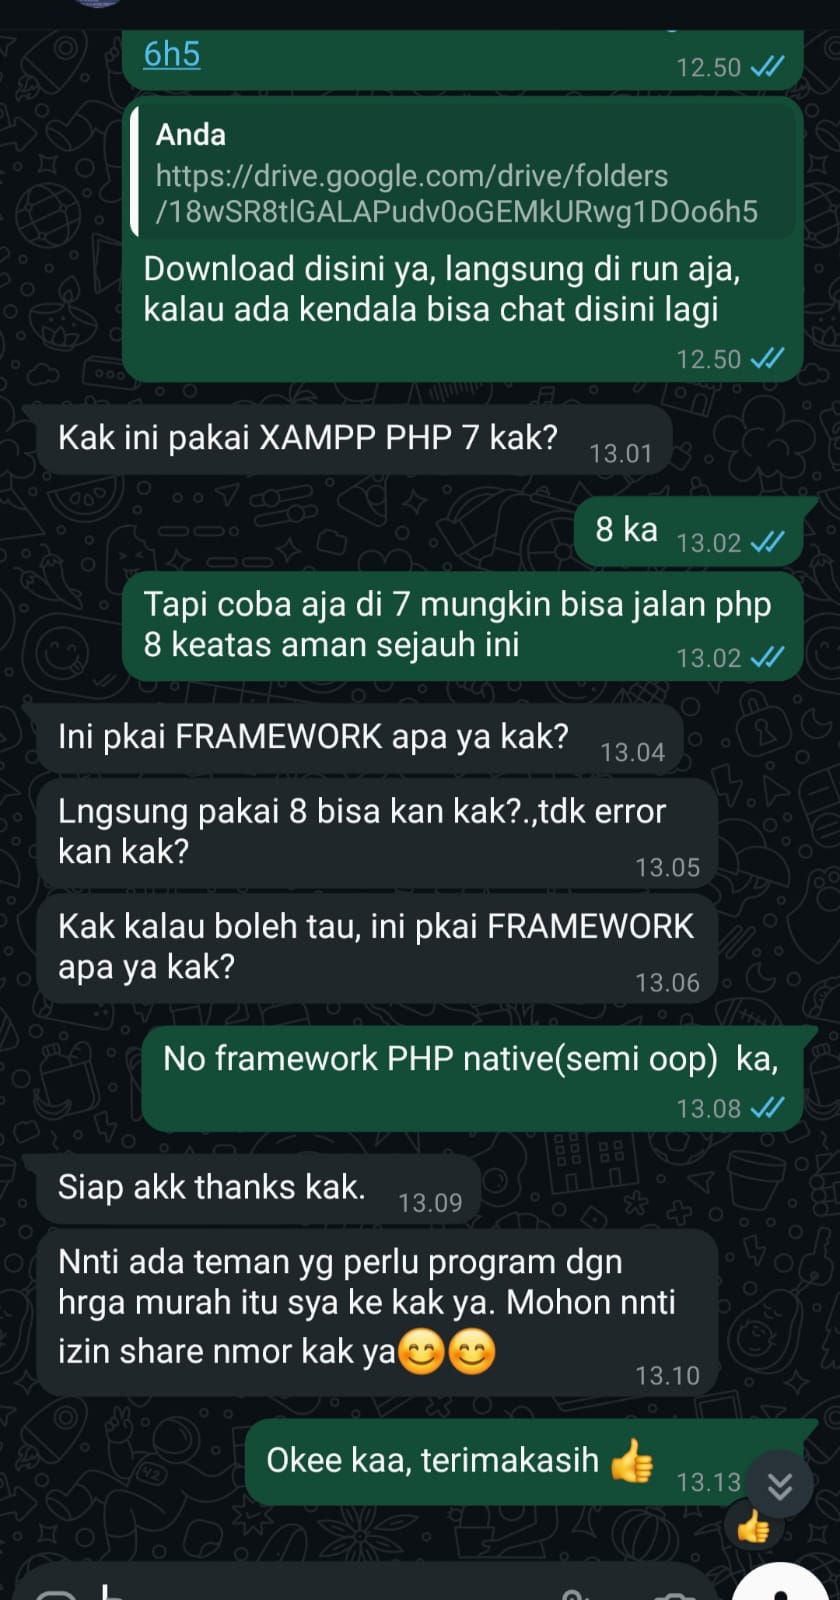 6h5
12.50
Anda
https://drive.google.com/drive/folders
/18wSR8tlGALAPudv0oGEMkURwg1DOo6h5
Download disini ya, langsung di run aja,
kalau ada kendala bisa chat disini lagi
12.50
Kak ini pakai XAMPP PHP 7 kak?
13.01
8 ka
13.02
Tapi coba aja di 7 mungkin bisa jalan php
8 keatas aman sejauh ini
13.02
Ini pkai FRAMEWORK apa ya kak?
13.04
Lngsung pakai 8 bisa kan kak?.,tdk error
kan kak?
13.05
Kak kalau boleh tau, ini pkai FRAMEWORK
apa ya kak?
13.06
No framework PHP native(semi oop) ka,
13.08
Siap akk thanks kak.
13.09
Nnti ada teman yg perlu program dgn
hrga murah itu sya ke kak ya. Mohon nnti
izin share nmor kak ya😊😊
13.10
Okee kaa, terimakasih 👍
13.13
👍